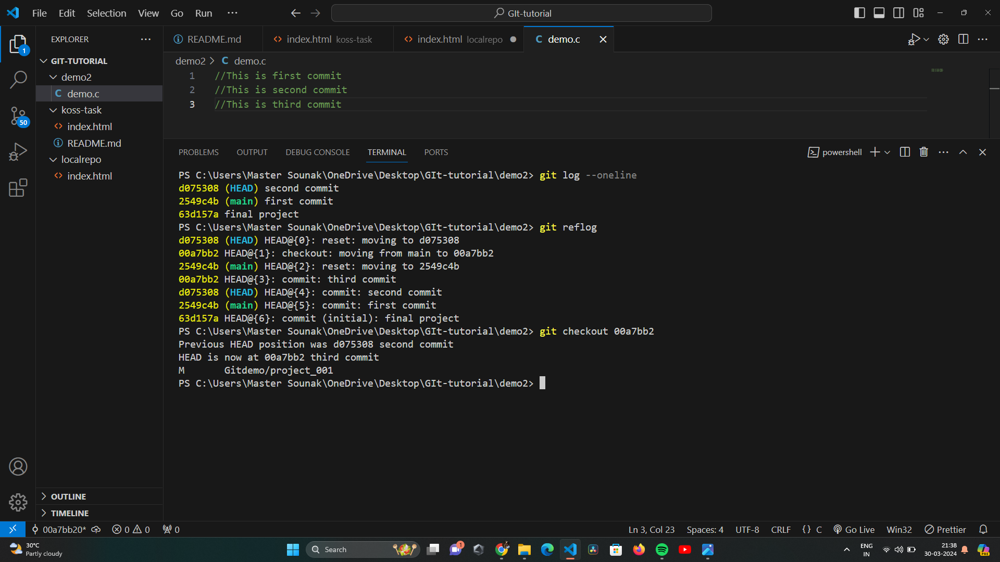 File Edit Selection View Go Run ···
GIt-tutorial
EXPLORER ···
1
50
GIT-TUTORIAL
demo2
C demo.c
koss-task
index.html
README.md
localrepo
index.html
OUTLINE
TIMELINE
README.md
index.html koss-task
index.html localrepo
C demo.c
demo2 > C demo.c
1 //This is first commit
2 //This is second commit
3 //This is third commit
PROBLEMS OUTPUT DEBUG CONSOLE TERMINAL PORTS
powershell
PS C:\Users\Master Sounak\OneDrive\Desktop\GIt-tutorial\demo2> git log --oneline
d075308 (HEAD) second commit
2549c4b (main) first commit
63d157a final project
PS C:\Users\Master Sounak\OneDrive\Desktop\GIt-tutorial\demo2> git reflog
d075308 (HEAD) HEAD@{0}: reset: moving to d075308
00a7bb2 HEAD@{1}: checkout: moving from main to 00a7bb2
2549c4b (main) HEAD@{2}: reset: moving to 2549c4b
00a7bb2 HEAD@{3}: commit: third commit
d075308 (HEAD) HEAD@{4}: commit: second commit
2549c4b (main) HEAD@{5}: commit: first commit
63d157a HEAD@{6}: commit (initial): final project
PS C:\Users\Master Sounak\OneDrive\Desktop\GIt-tutorial\demo2> git checkout 00a7bb2
Previous HEAD position was d075308 second commit
HEAD is now at 00a7bb2 third commit
M       Gitdemo/project_001
PS C:\Users\Master Sounak\OneDrive\Desktop\GIt-tutorial\demo2>
00a7bb20* 0 0 0
Ln 3, Col 23 Spaces: 4 UTF-8 CRLF {} C Go Live Win32 Prettier
30°C
Partly cloudy
Search
1
ENG
IN
21:38
30-03-2024
PRE